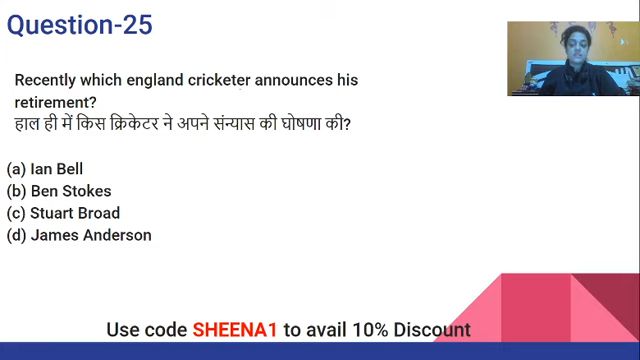 Question-25
Recently which england cricketer announces his
retirement?
हाल ही में किस क्रिकेटर ने अपने संन्यास की घोषणा की?
(a) Ian Bell
(b) Ben Stokes
(c) Stuart Broad
(d) James Anderson
Use code SHEENA1 to avail 10% Discount